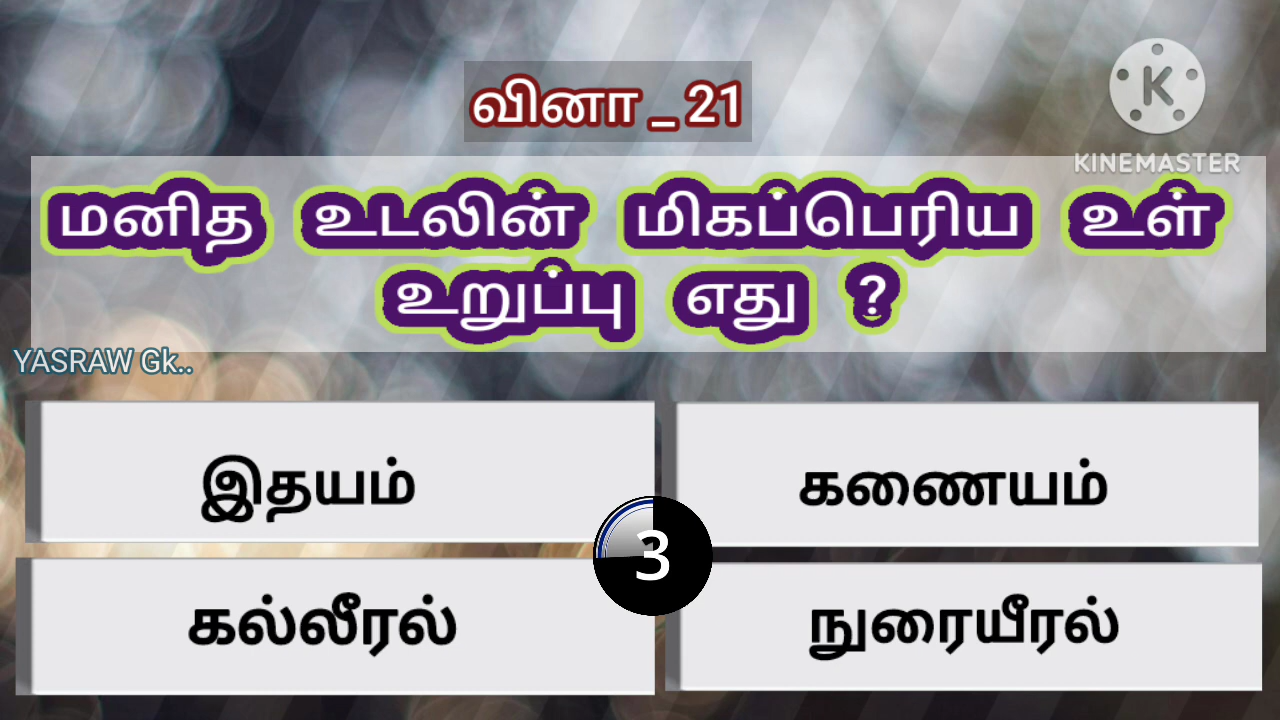 வினா _ 21
K
KINEMASTER
மனித உடலின் மிகப்பெரிய உள்
உறுப்பு எது ?
YASRAW Gk..
இதயம்
கணையம்
3
கல்லீரல்
நுரையீரல்